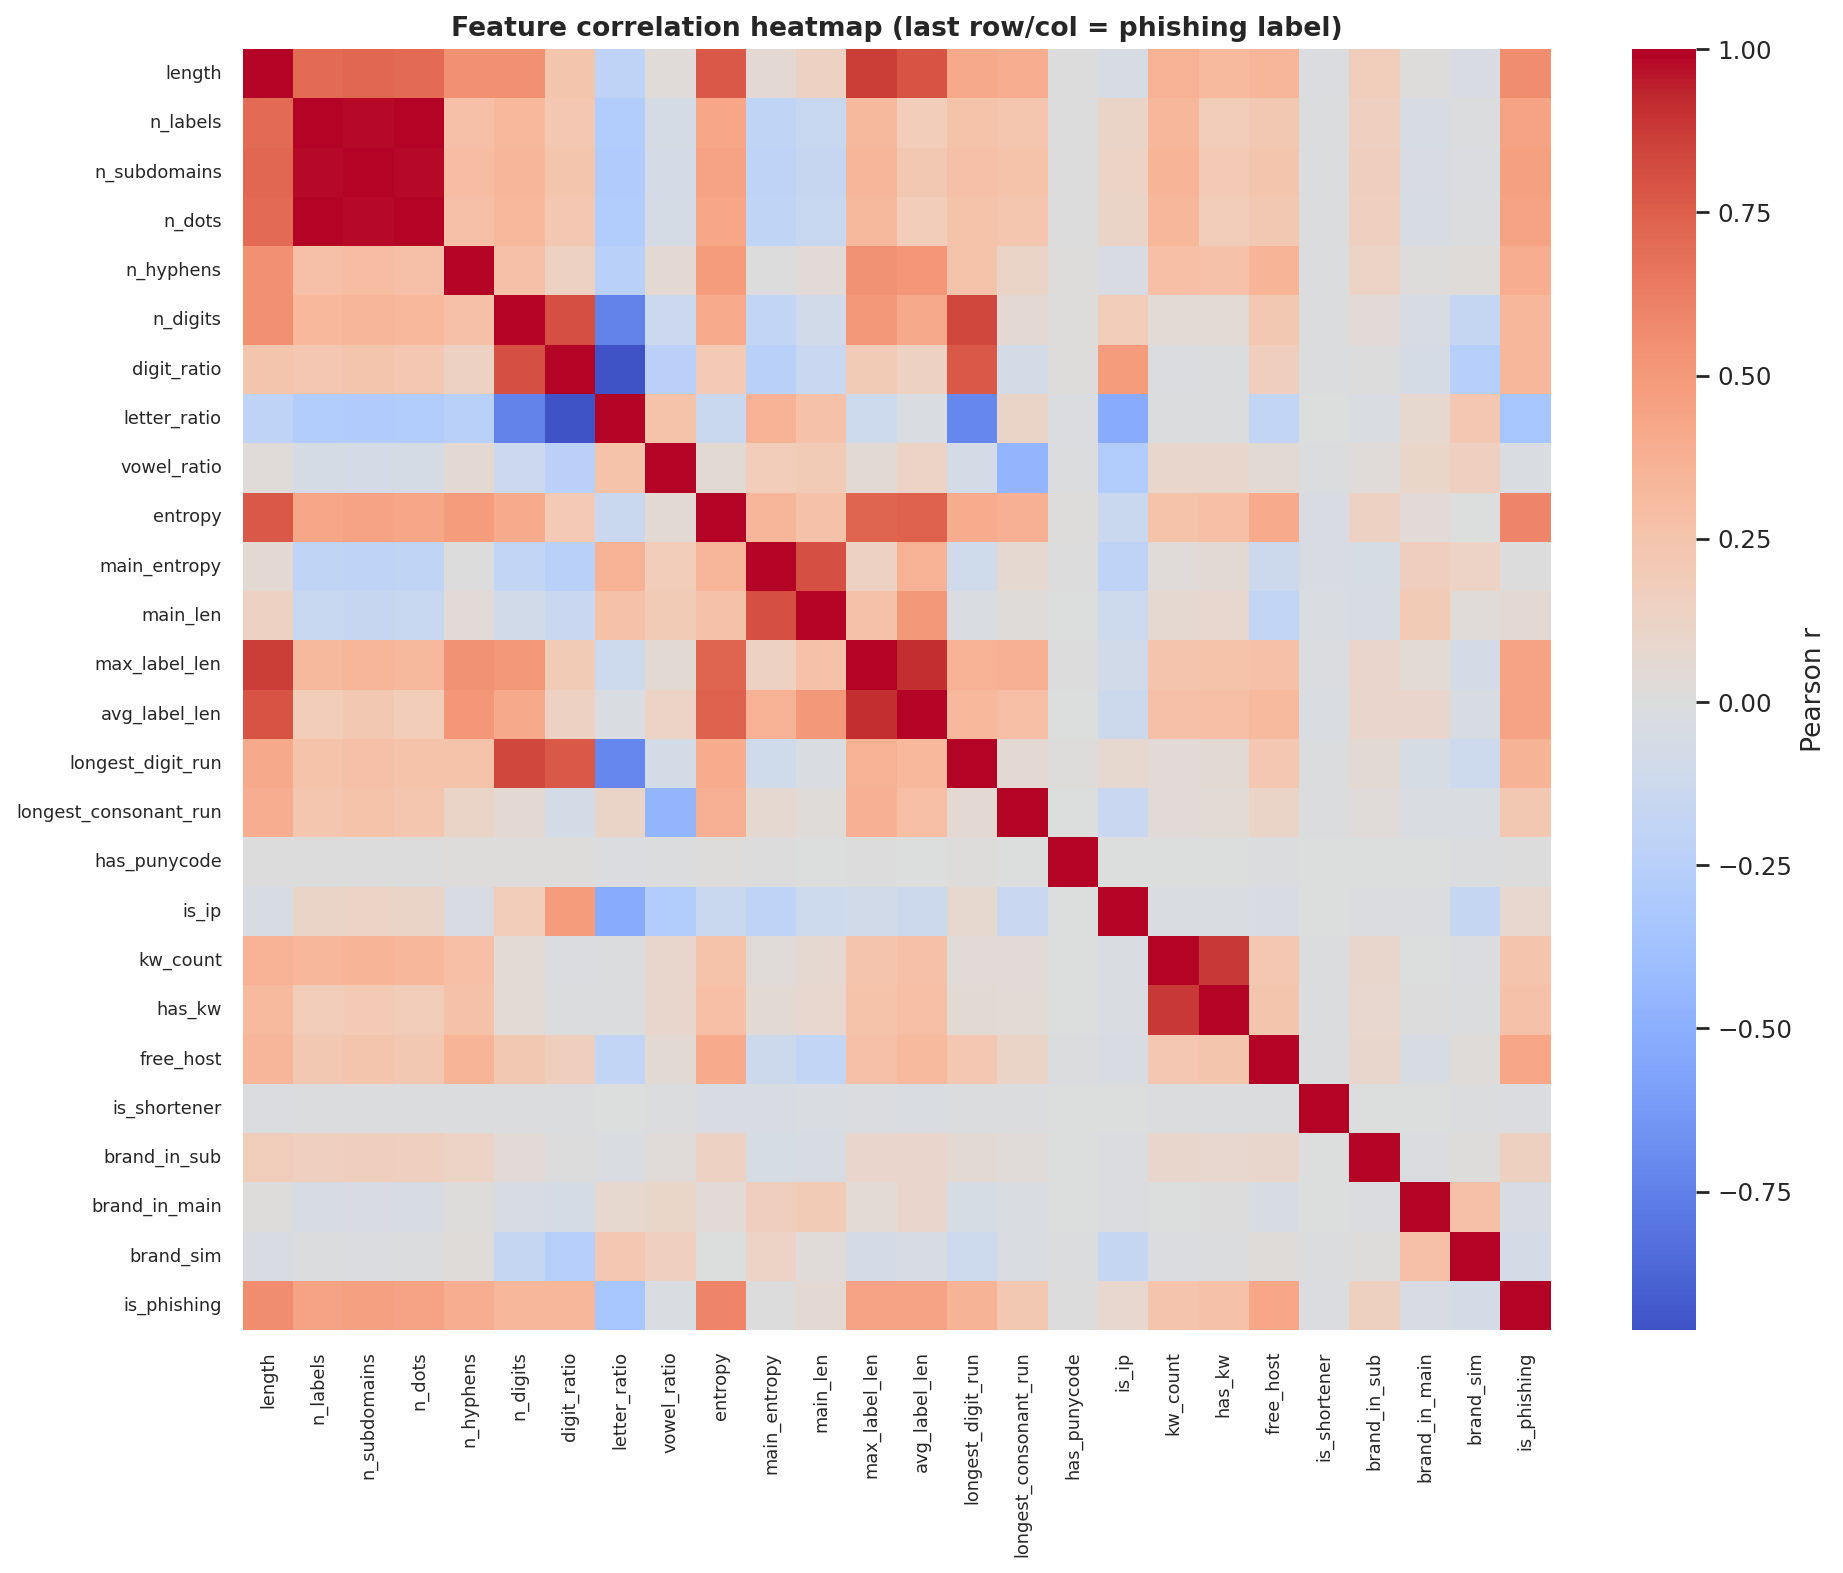 Feature correlation heatmap (last row/col = phishing label)
length
n_labels
n_subdomains
n_dots
n_hyphens
n_digits
digit_ratio
letter_ratio
vowel_ratio
entropy
main_entropy
main_len
max_label_len
avg_label_len
longest_digit_run
longest_consonant_run
has_punycode
is_ip
kw_count
has_kw
free_host
is_shortener
brand_in_sub
brand_in_main
brand_sim
is_phishing
length
n_labels
n_subdomains
n_dots
n_hyphens
n_digits
digit_ratio
letter_ratio
vowel_ratio
entropy
main_entropy
main_len
max_label_len
avg_label_len
longest_digit_run
longest_consonant_run
has_punycode
is_ip
kw_count
has_kw
free_host
is_shortener
brand_in_sub
brand_in_main
brand_sim
is_phishing
1.00
0.75
0.50
0.25
0.00
−0.25
−0.50
−0.75
Pearson r